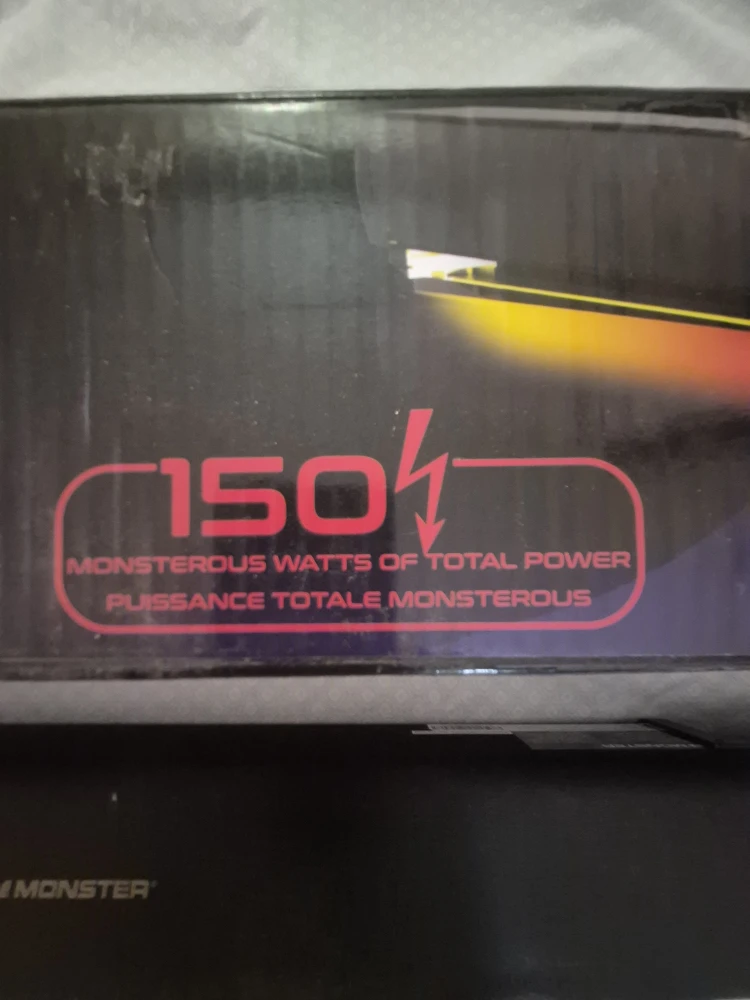 150
MONSTEROUS WATTS OF TOTAL POWER
PUISSANCE TOTALE MONSTEROUS
MONSTER